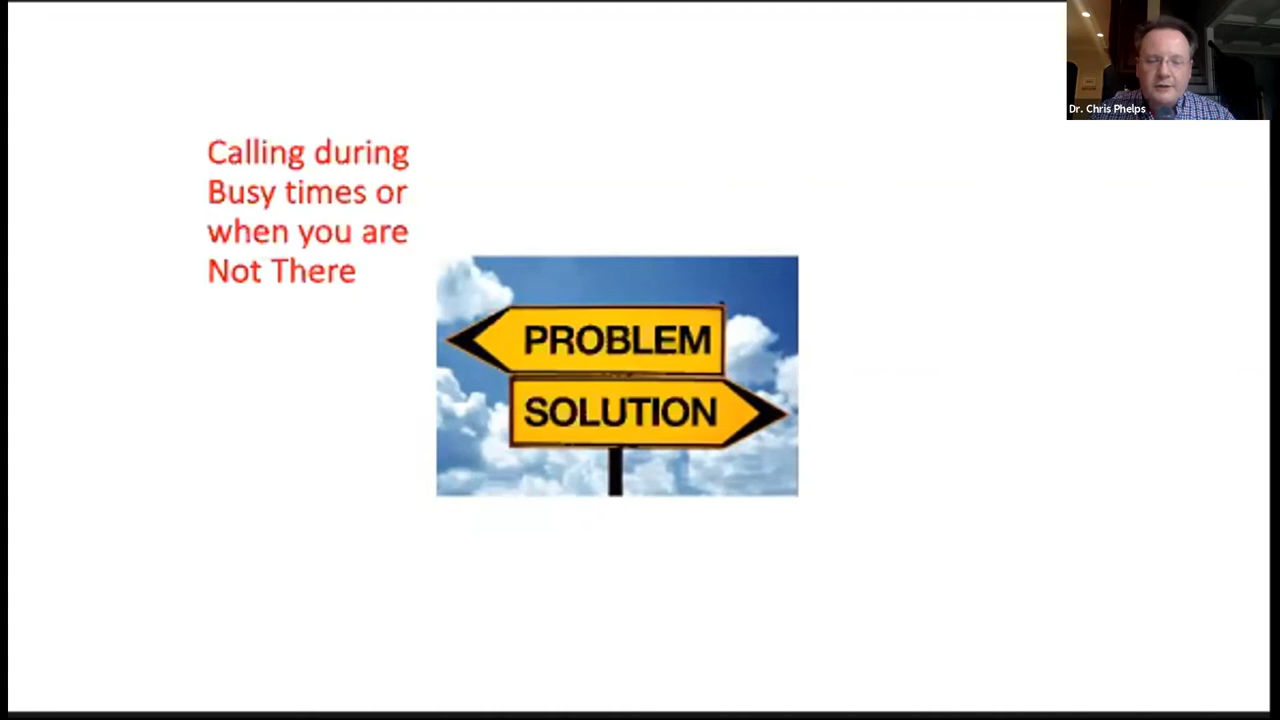 Dr. Chris Phelps
Calling during
Busy times or
when you are
Not There
PROBLEM
SOLUTION